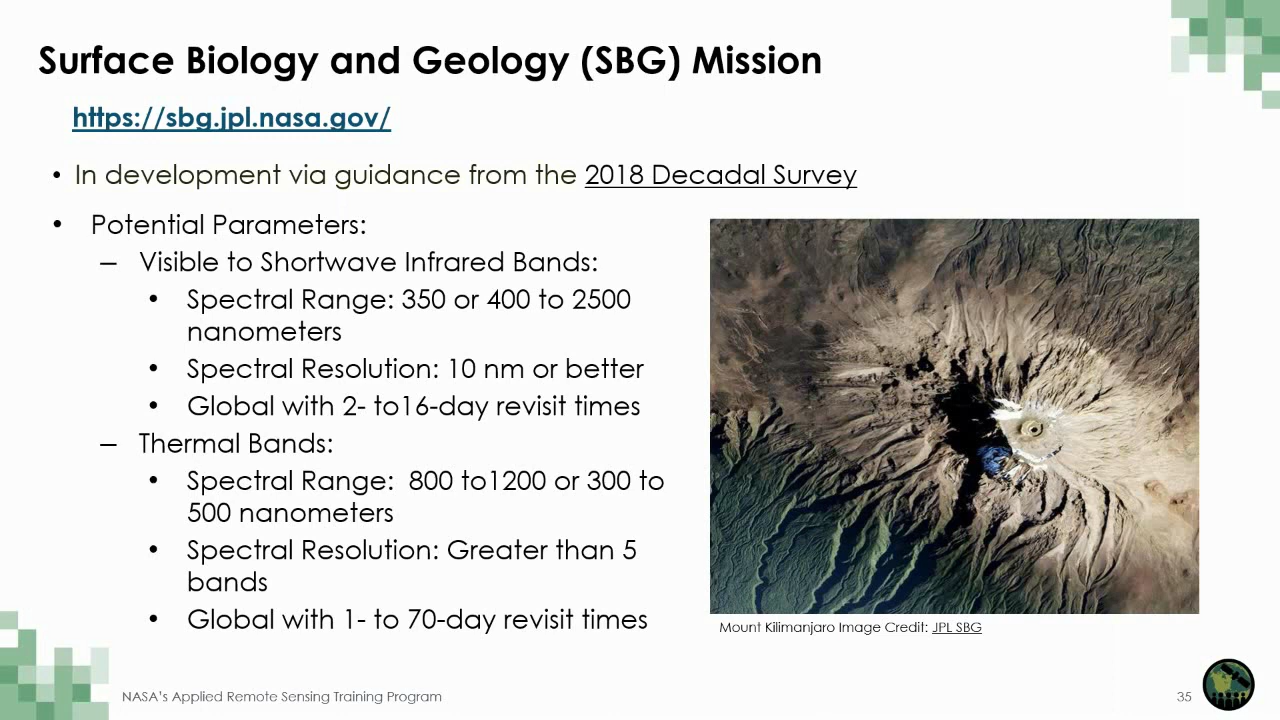 Surface Biology and Geology (SBG) Mission
https://sbg.jpl.nasa.gov/
• In development via guidance from the 2018 Decadal Survey
• Potential Parameters:
– Visible to Shortwave Infrared Bands:
• Spectral Range: 350 or 400 to 2500
nanometers
• Spectral Resolution: 10 nm or better
• Global with 2- to16-day revisit times
– Thermal Bands:
• Spectral Range:  800 to1200 or 300 to
500 nanometers
• Spectral Resolution: Greater than 5
bands
• Global with 1- to 70-day revisit times
Mount Kilimanjaro Image Credit: JPL SBG
NASA's Applied Remote Sensing Training Program
35